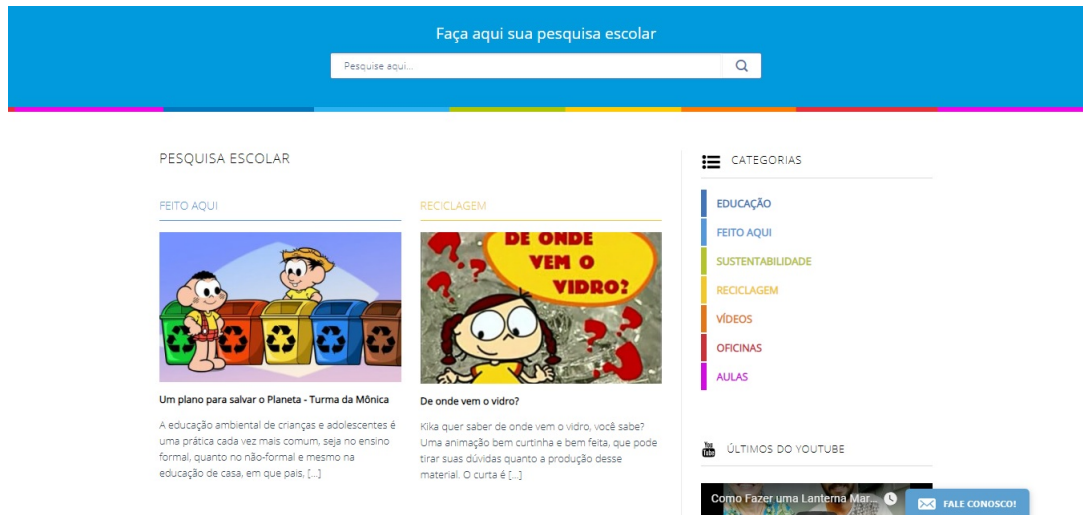 Faça aqui sua pesquisa escolar
Pesquise aqui...
PESQUISA ESCOLAR
FEITO AQUI
Um plano para salvar o Planeta - Turma da Mônica
A educação ambiental de crianças e adolescentes é
uma prática cada vez mais comum, seja no ensino
formal, quanto no não-formal e mesmo na
educação de casa, em que pais, [...]
RECICLAGEM
DE ONDE
VEM O
VIDRO?
De onde vem o vidro?
Kika quer saber de onde vem o vidro, você sabe?
Uma animação bem curtinha e bem feita, que pode
tirar suas dúvidas quanto a produção desse
material. O curta é [...]
CATEGORIAS
EDUCAÇÃO
FEITO AQUI
SUSTENTABILIDADE
RECICLAGEM
VÍDEOS
OFICINAS
AULAS
You
Tube
ÚLTIMOS DO YOUTUBE
Como Fazer uma Lanterna Mar...
FALE CONOSCO!